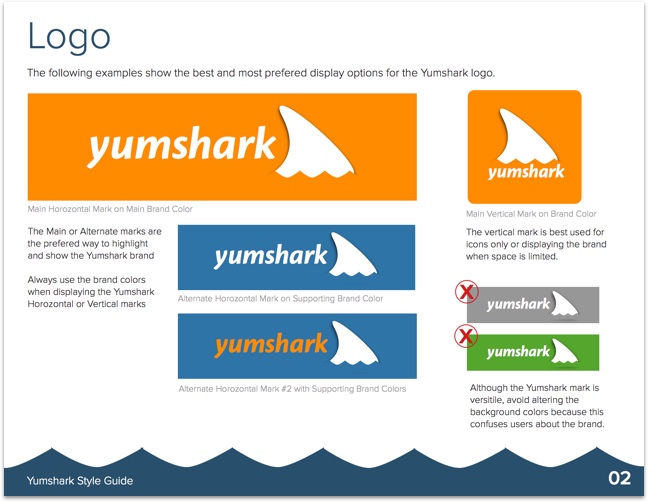 Logo
The following examples show the best and most prefered display options for the Yumshark logo.
yumshark
Main Horozontal Mark on Main Brand Color
yumshark
Main Vertical Mark on Brand Color
The Main or Alternate marks are
the prefered way to highlight
and show the Yumshark brand
Always use the brand colors
when displaying the Yumshark
Horozontal or Vertical marks
yumshark
Alternate Horozontal Mark on Supporting Brand Color
yumshark
Alternate Horozontal Mark #2 with Supporting Brand Colors
The vertical mark is best used for
icons only or displaying the brand
when space is limited.
X
yumshark
X
yumshark
Although the Yumshark mark is
versitile, avoid altering the
background colors because this
confuses users about the brand.
Yumshark Style Guide
02